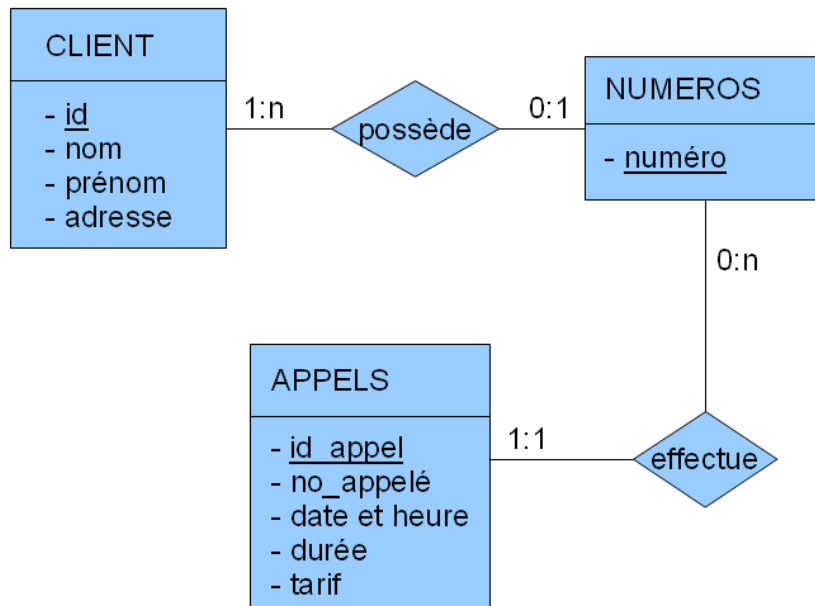 CLIENT
- id
- nom
- prénom
- adresse
1:n
possède
0:1
NUMEROS
- numéro
0:n
APPELS
- id_appel
- no_appelé
- date et heure
- durée
- tarif
1:1
effectue